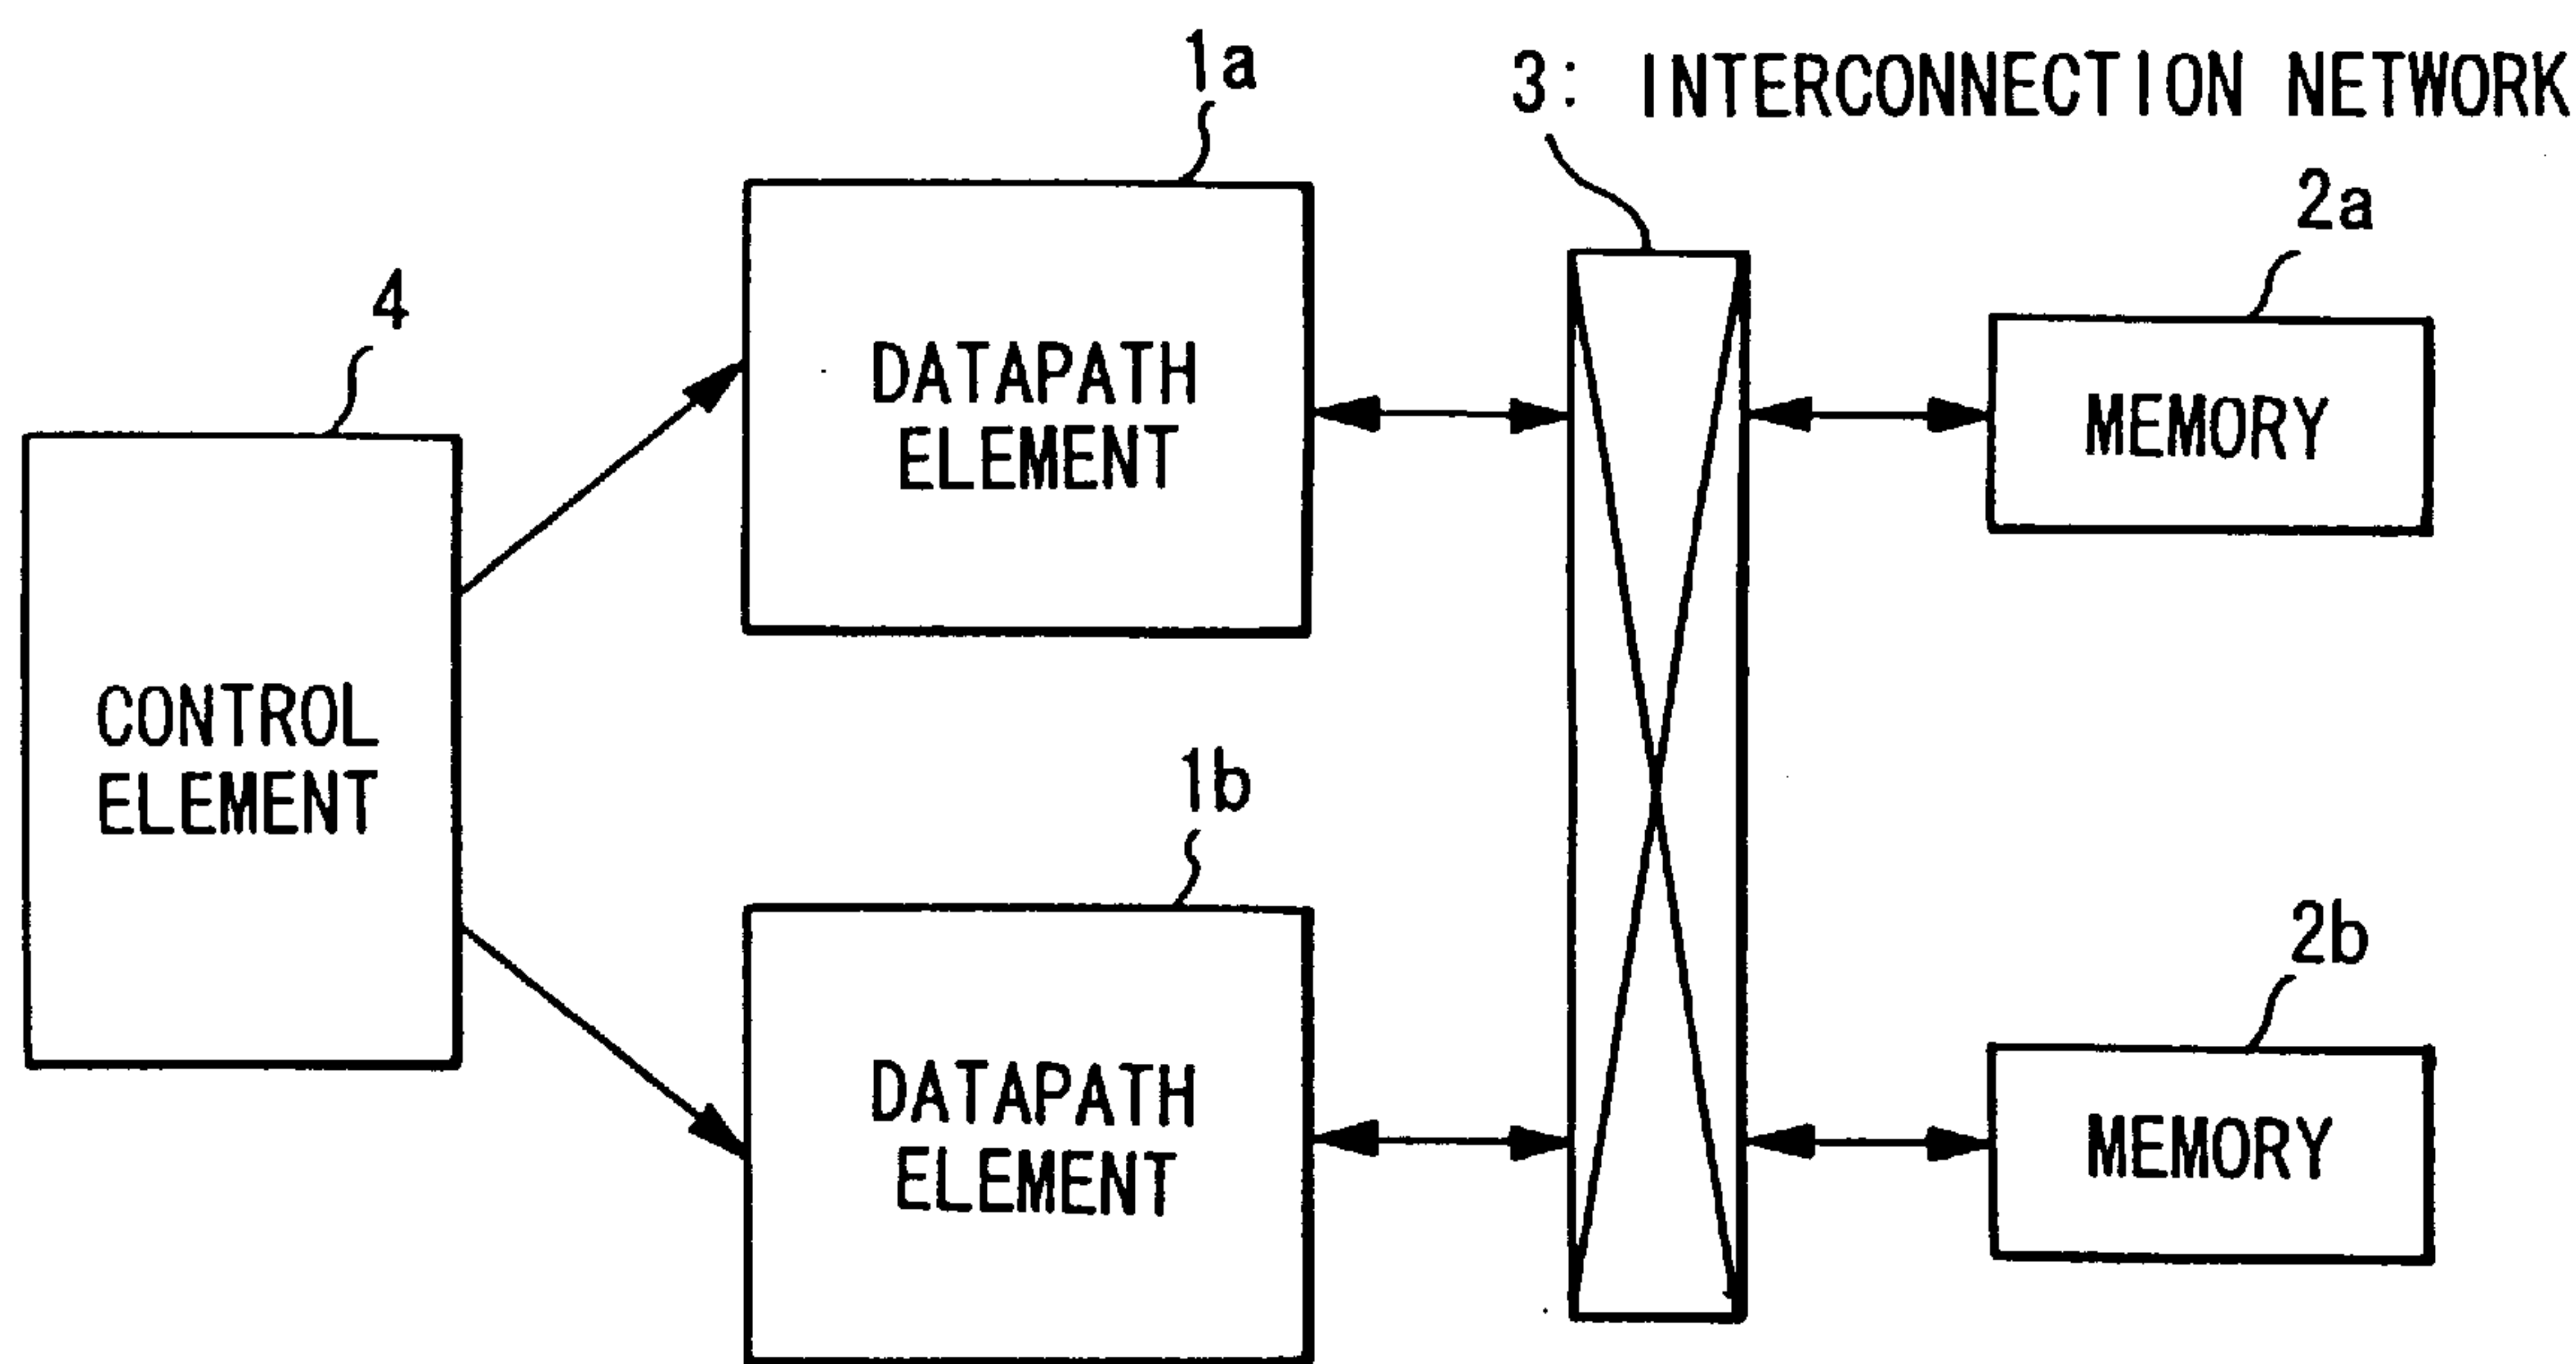 1a
3: INTERCONNECTION NETWORK
2a
4
DATAPATH
ELEMENT
MEMORY
CONTROL
ELEMENT
1b
2b
DATAPATH
ELEMENT
MEMORY